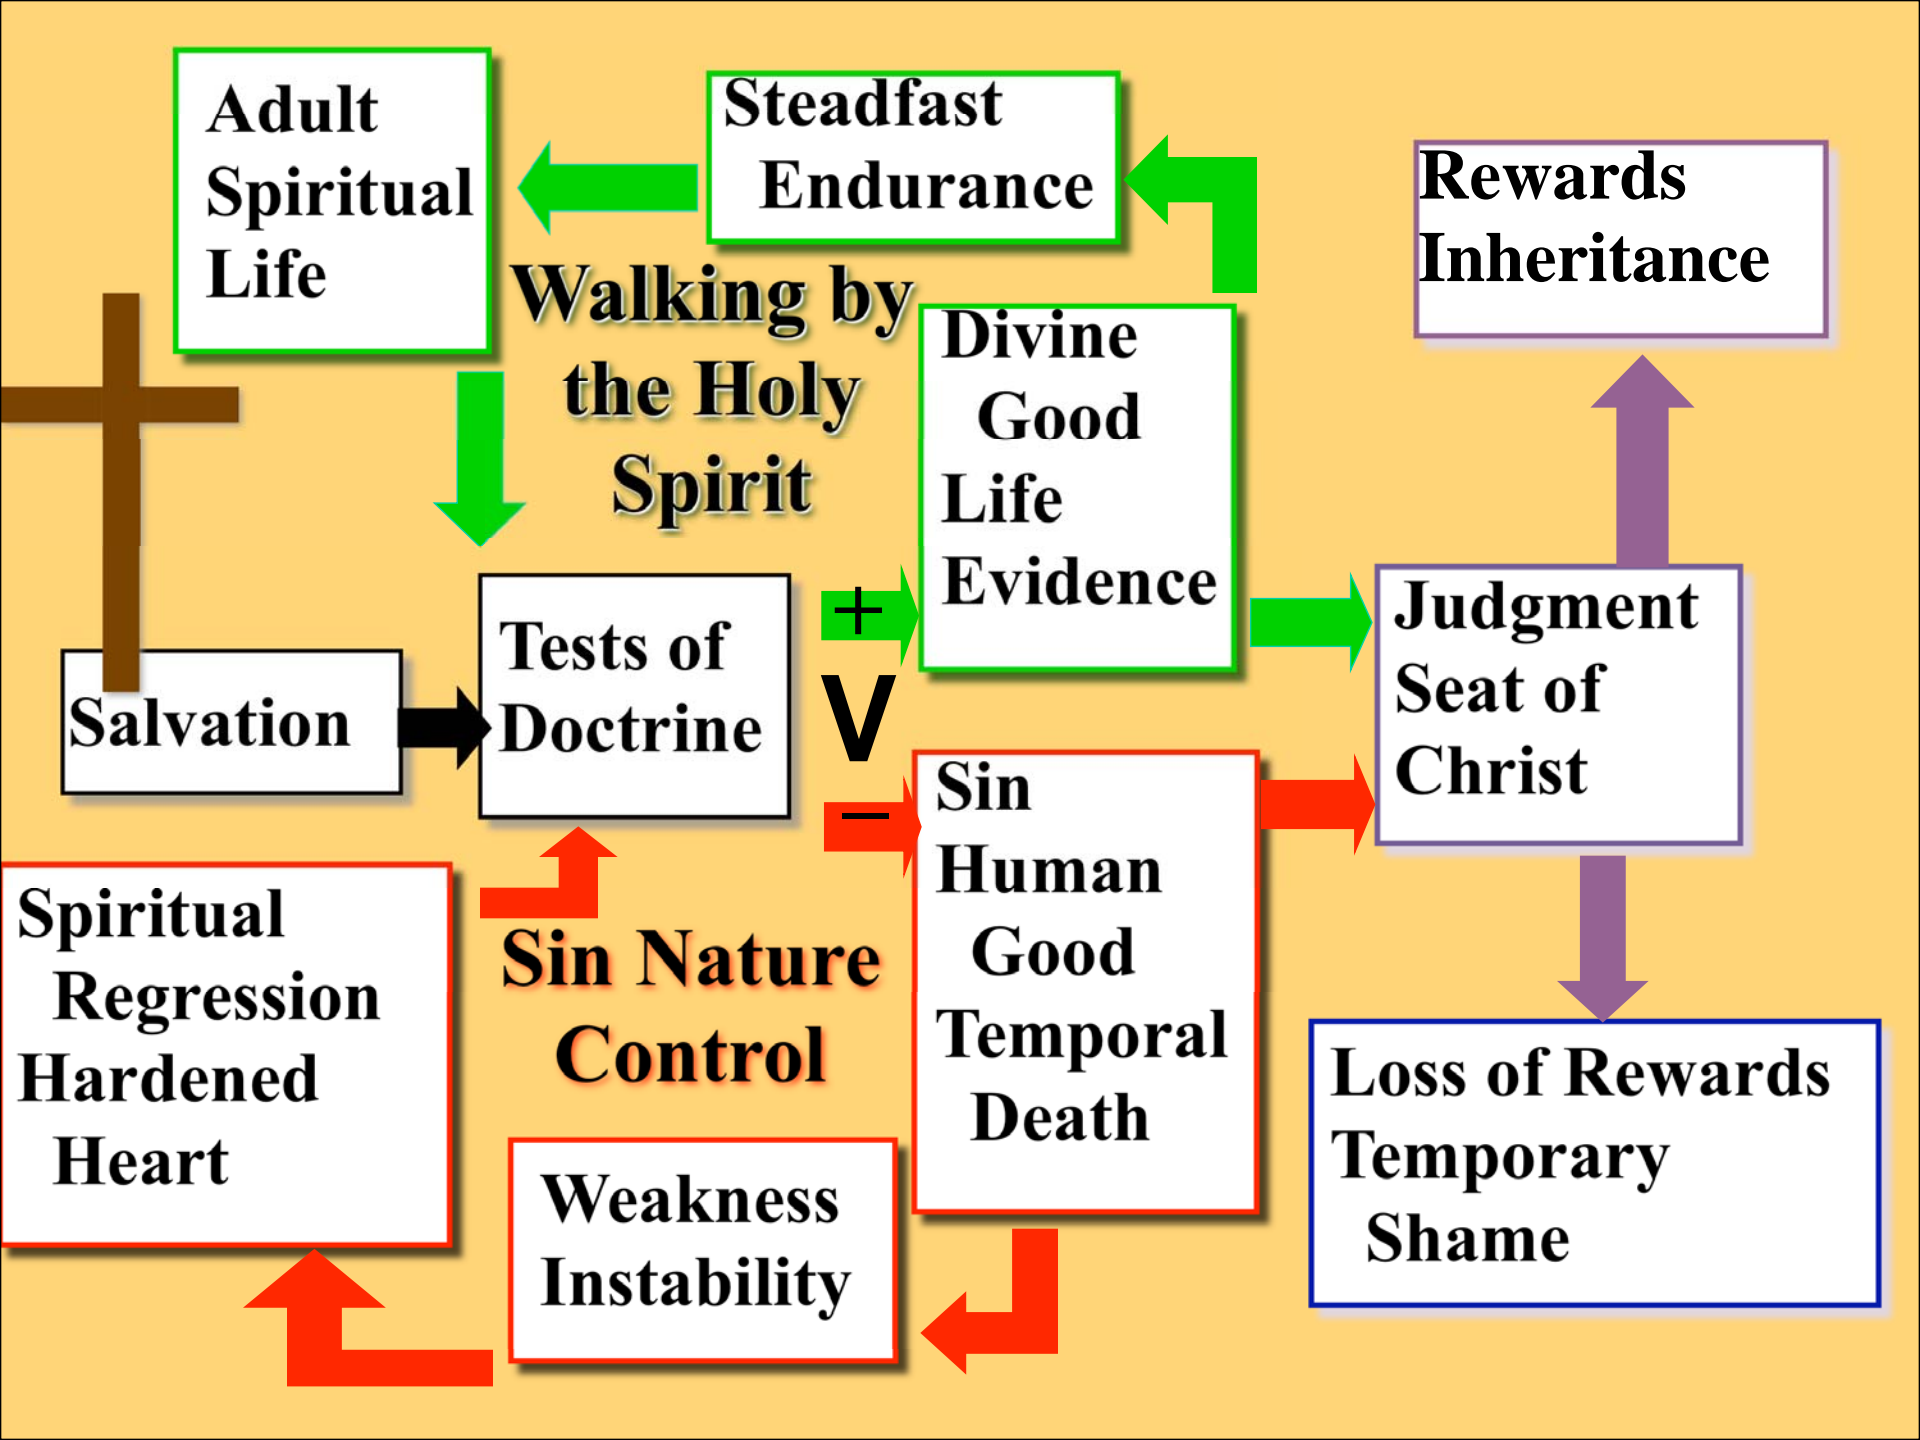 Adult
Spiritual
Life
Steadfast
Endurance
Rewards
Inheritance
Walking by
the Holy
Spirit
Divine
Good
Life
Evidence
Salvation
Tests of
Doctrine
+
V
–
Judgment
Seat of
Christ
Sin
Human
Good
Temporal
Death
Spiritual
Regression
Hardened
Heart
Sin Nature
Control
Weakness
Instability
Loss of Rewards
Temporary
Shame